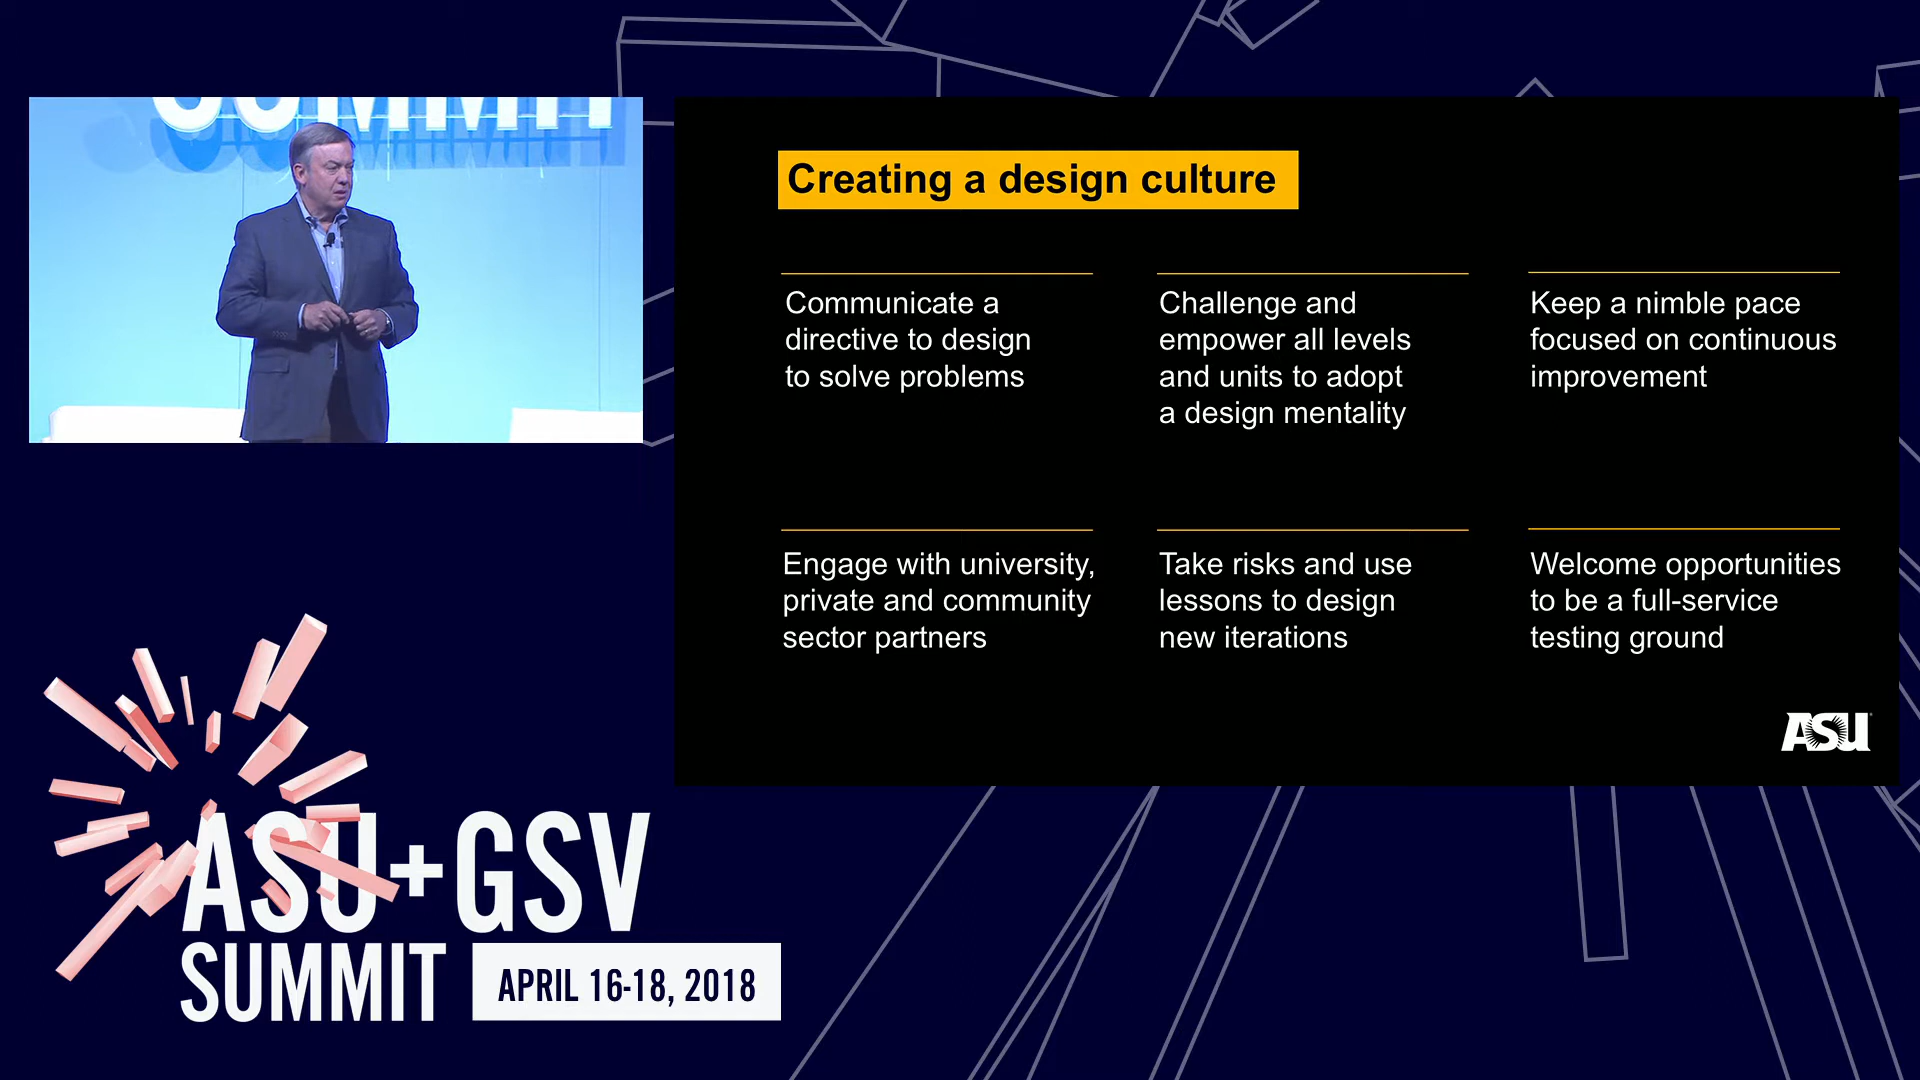 SUMMIT
Creating a design culture
Communicate a
directive to design
to solve problems
Challenge and
empower all levels
and units to adopt
a design mentality
Keep a nimble pace
focused on continuous
improvement
Engage with university,
private and community
sector partners
Take risks and use
lessons to design
new iterations
Welcome opportunities
to be a full-service
testing ground
ASU
ASU+GSV
SUMMIT
APRIL 16-18, 2018